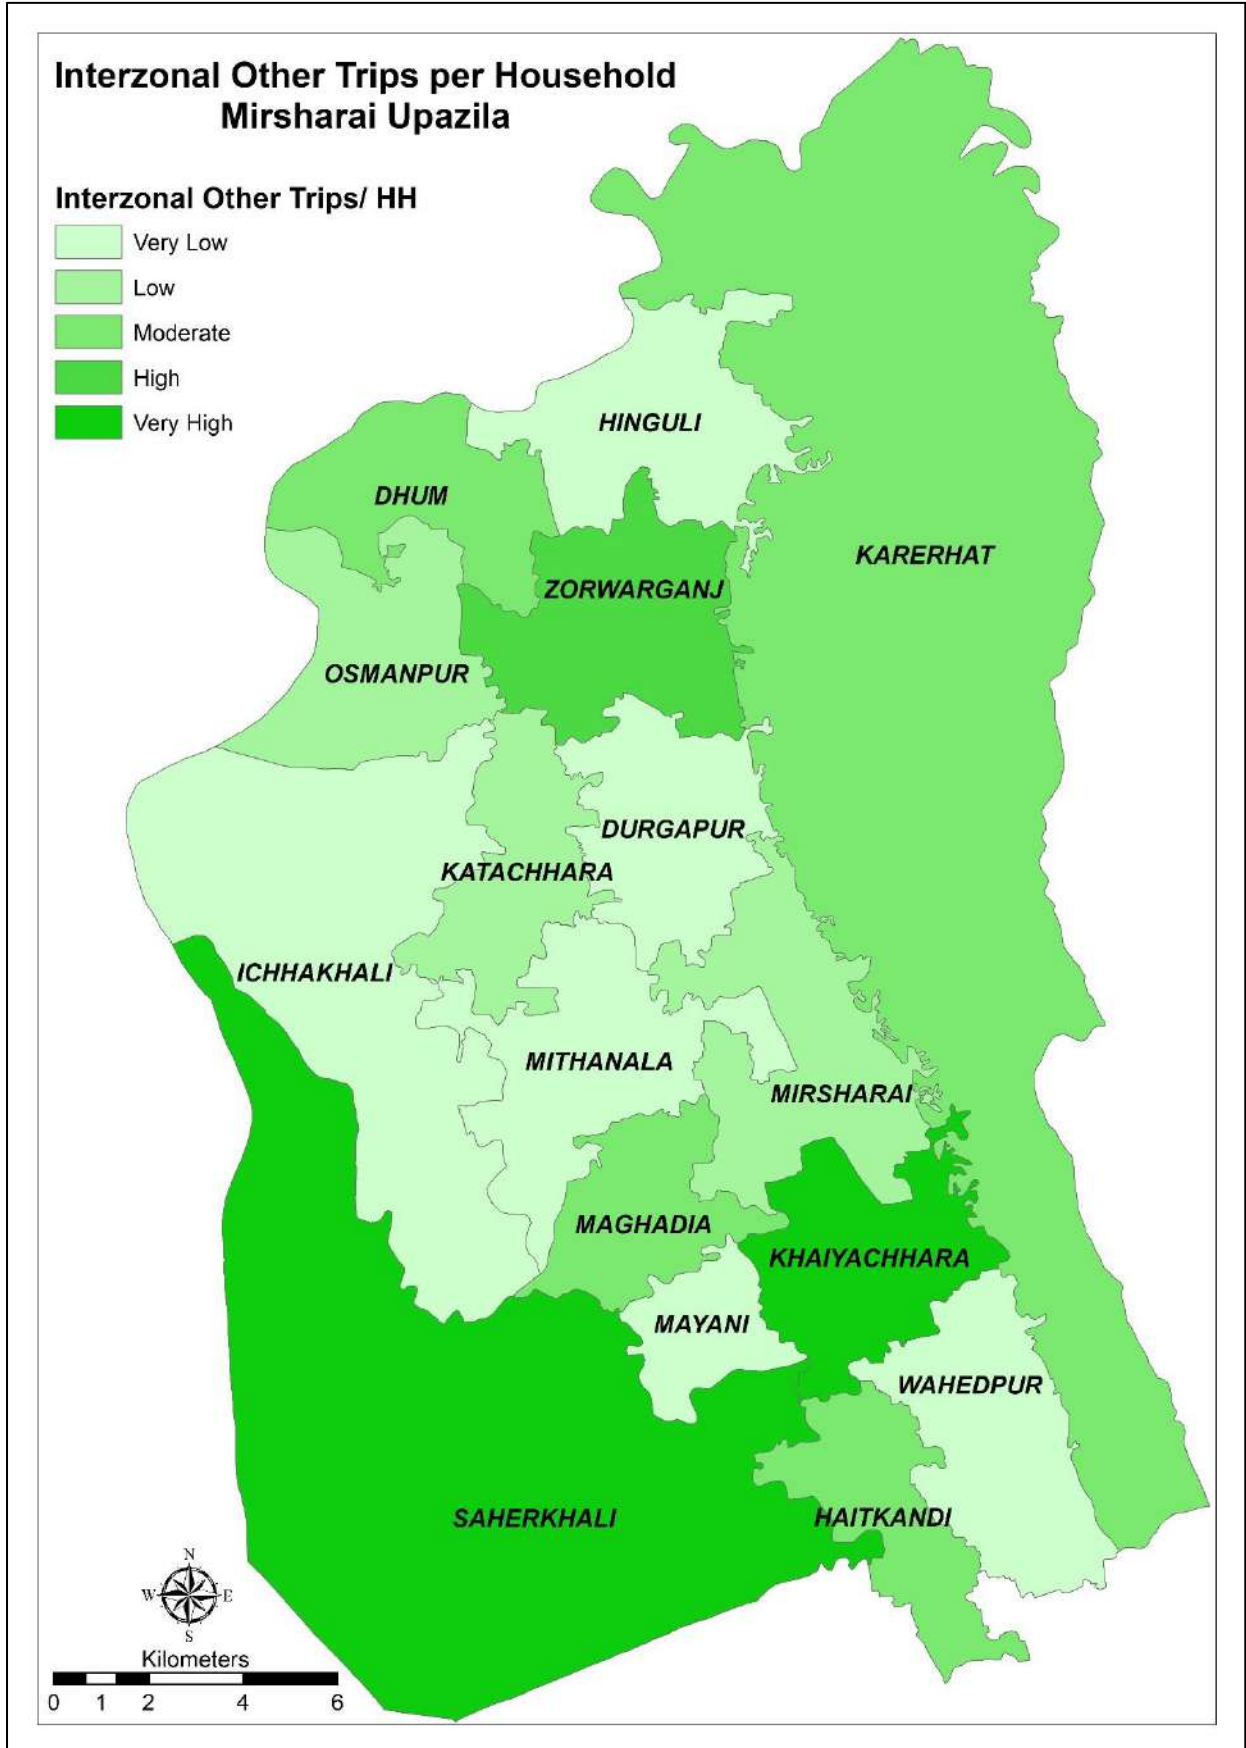 Interzonal Other Trips per Household
Mirsharai Upazila
Interzonal Other Trips/ HH
Very Low
Low
Moderate
High
Very High
HINGULI
DHUM
KARERHAT
ZORWARGANJ
OSMANPUR
DURGAPUR
KATACHHARA
ICHHAKHALI
MITHANALA
MIRSHARAI
MAGHADIA
KHAIYACHHARA
MAYANI
WAHEDPUR
SAHERKHALI
HAITKANDI
N
W E
S
Kilometers
0 1 2 4 6